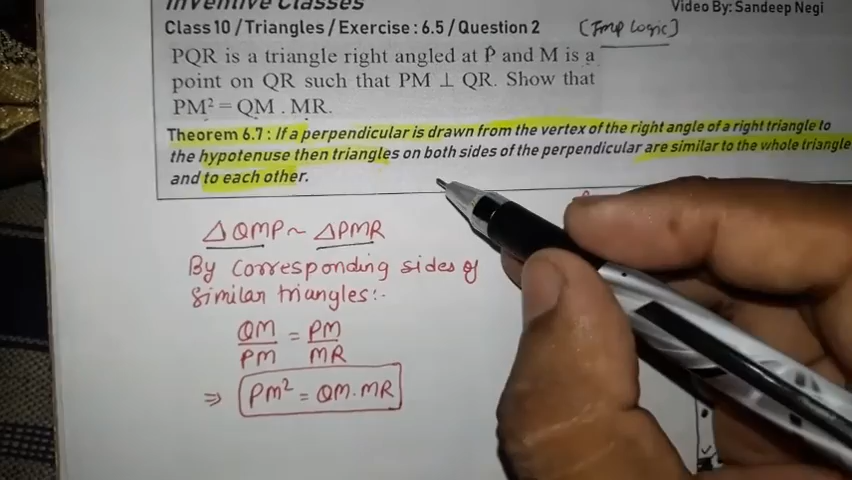 Inventive Classes
Video By: Sandeep Negi
Class 10/Triangles/Exercise : 6.5/Question 2 [Imp Logic]
PQR is a triangle right angled at P and M is a
point on QR such that PM ⊥ QR. Show that
PM² = QM . MR.
Theorem 6.7 : If a perpendicular is drawn from the vertex of the right angle of a right triangle to
the hypotenuse then triangles on both sides of the perpendicular are similar to the whole triangle
and to each other.
△QMP ~ △PMR
By corresponding sides of
similar triangles:-
QM/PM = PM/MR
⇒ PM² = QM.MR